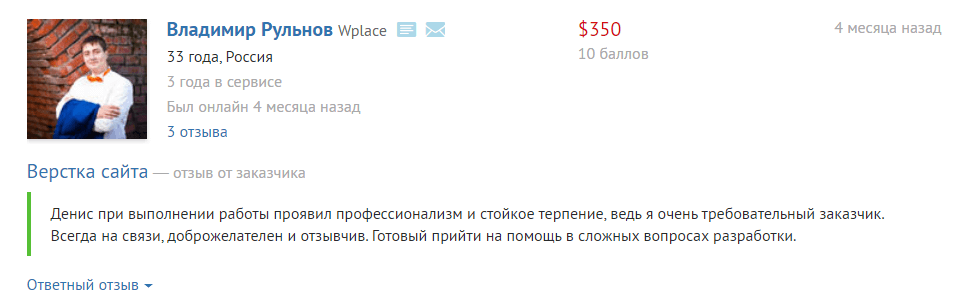 Владимир Рульнов Wplace
$350
4 месяца назад
33 года, Россия
10 баллов
3 года в сервисе
Был онлайн 4 месяца назад
3 отзыва
Верстка сайта — отзыв от заказчика
Денис при выполнении работы проявил профессионализм и стойкое терпение, ведь я очень требовательный заказчик.
Всегда на связи, доброжелателен и отзывчив. Готовый прийти на помощь в сложных вопросах разработки.
Ответный отзыв